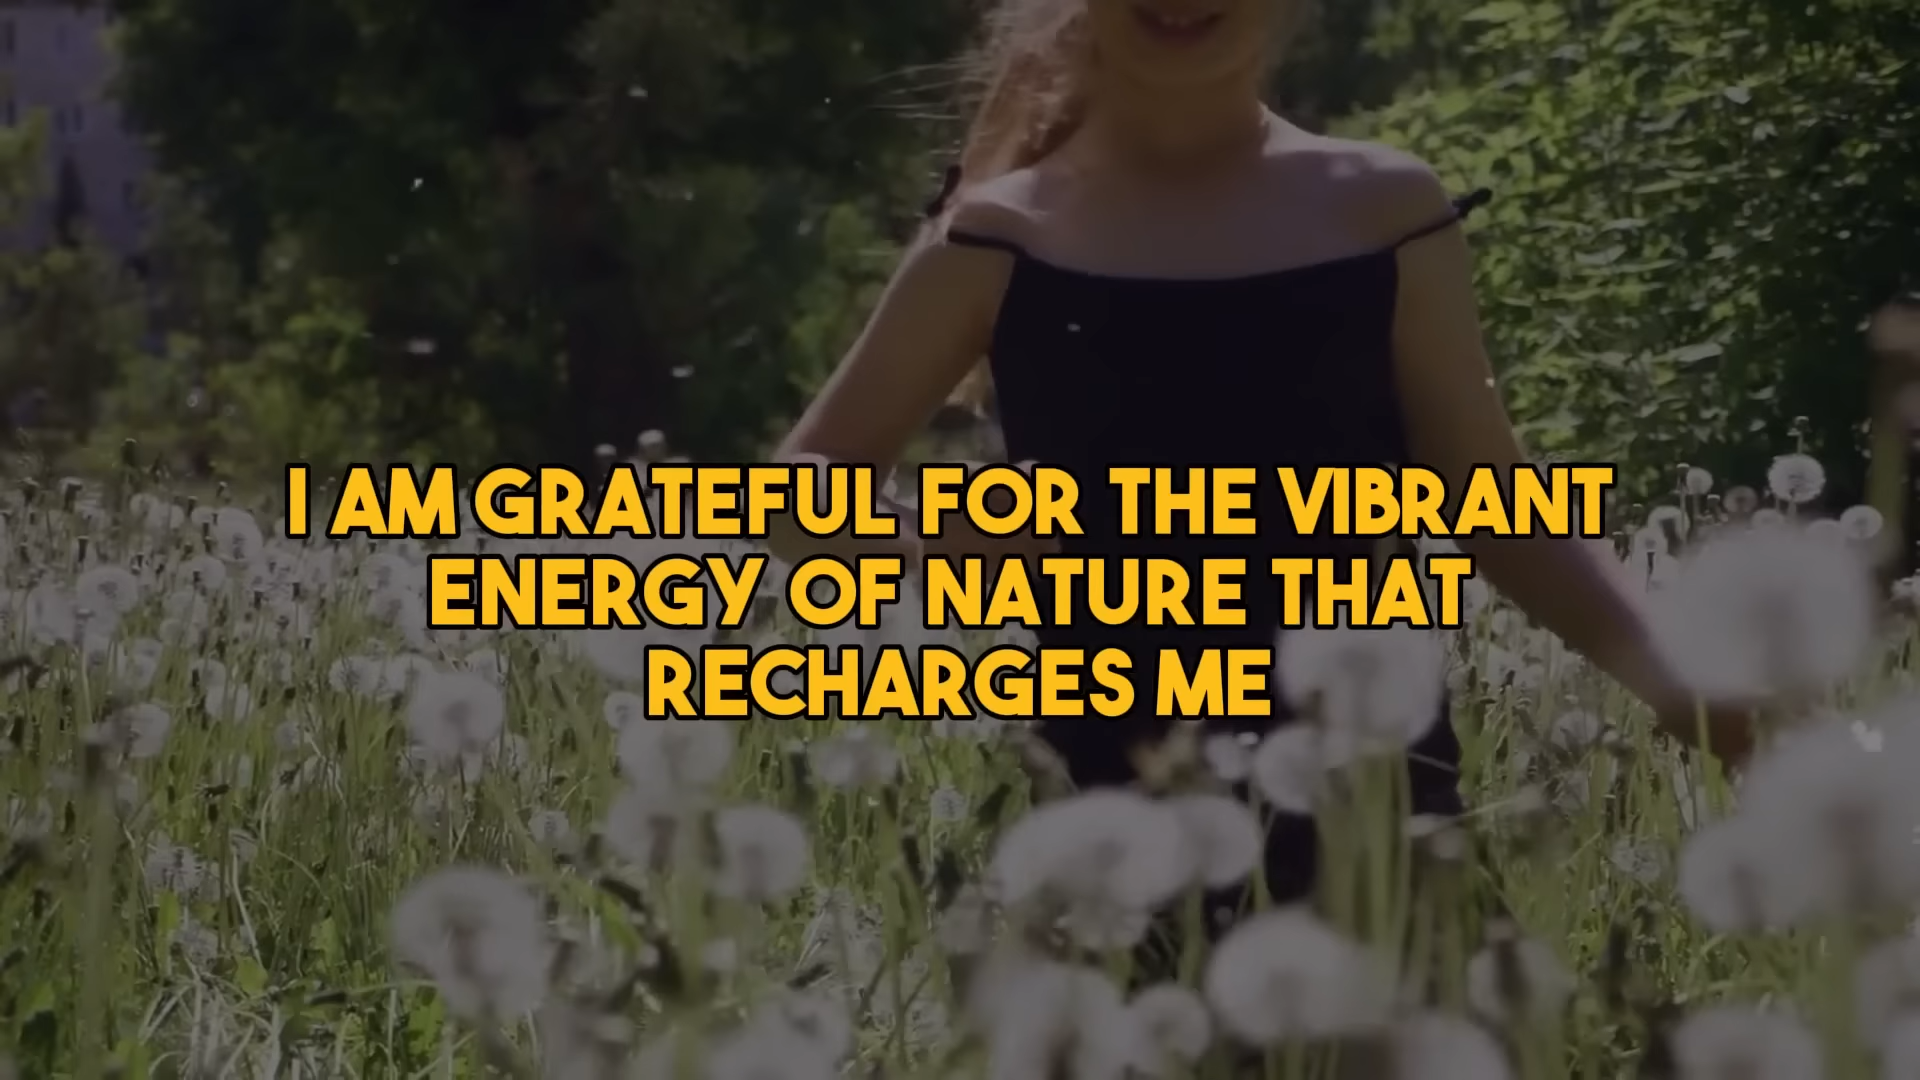 I AM GRATEFUL FOR THE VIBRANT
ENERGY OF NATURE THAT
RECHARGES ME